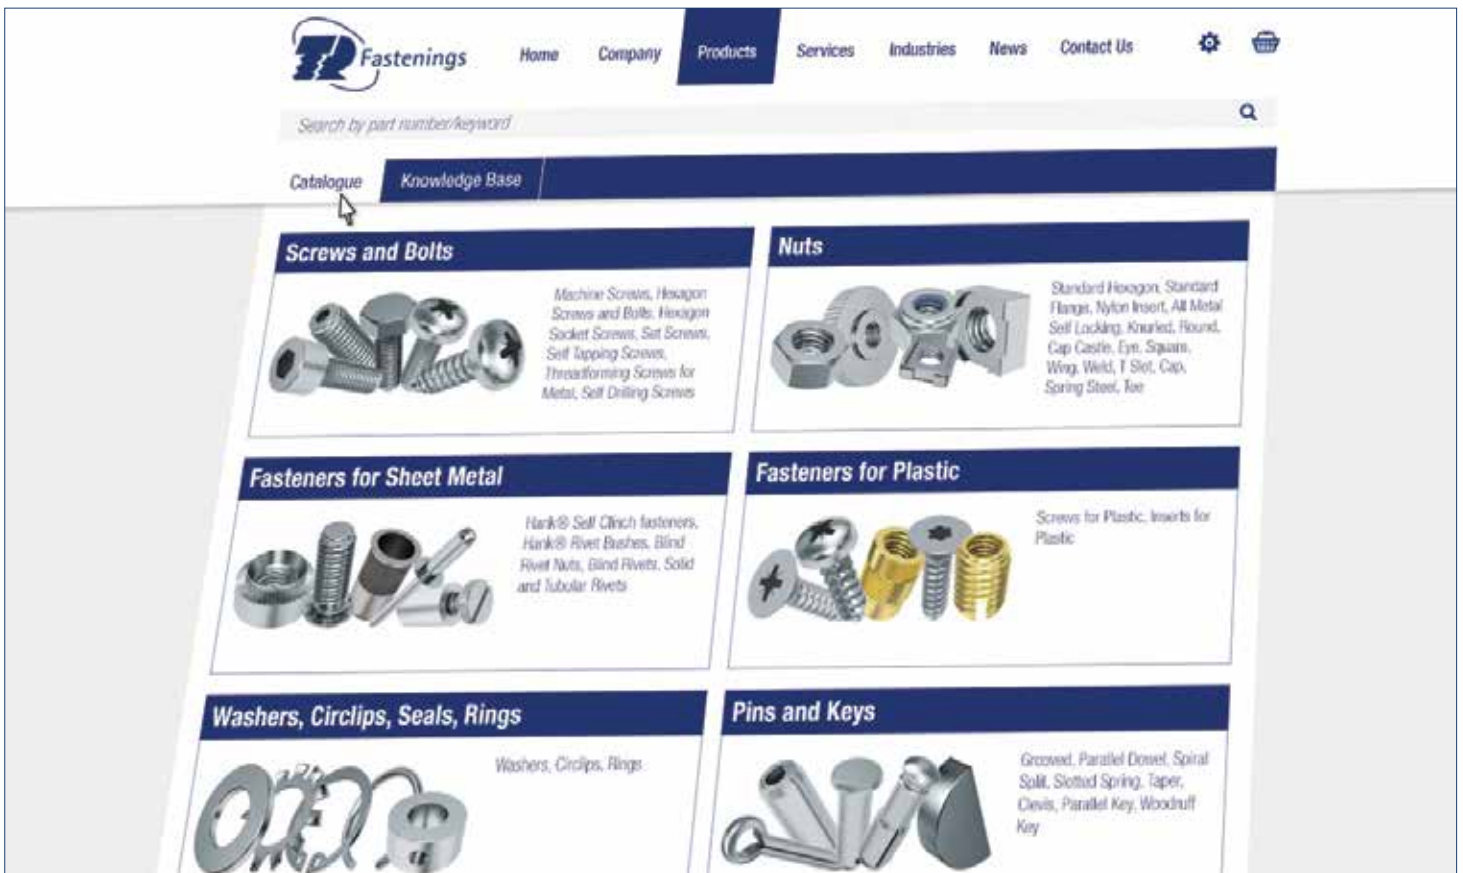 TR Fastenings
Home
Company
Products
Services
Industries
News
Contact Us
Search by part number/keyword
Catalogue
Knowledge Base
Screws and Bolts
Machine Screws, Hexagon
Screws and Bolts, Hexagon
Socket Screws, Set Screws,
Self Tapping Screws,
Threadforming Screws for
Metal, Self Drilling Screws
Nuts
Standard Hexagon, Standard
Flange, Nylon Insert, All Metal
Self Locking, Knurled, Round,
Cap Castle, Eye, Square,
Wing, Weld, T Slot, Cap,
Spring Steel, Tee
Fasteners for Sheet Metal
Hank® Self Clinch fasteners,
Hank® Rivet Bushes, Blind
Rivet Nuts, Blind Rivets, Solid
and Tubular Rivets
Fasteners for Plastic
Screws for Plastic, Inserts for
Plastic
Washers, Circlips, Seals, Rings
Washers, Circlips, Rings
Pins and Keys
Grooved, Parallel Dowel, Spiral
Split, Slotted Spring, Taper,
Clevis, Parallel Key, Woodruff
Key